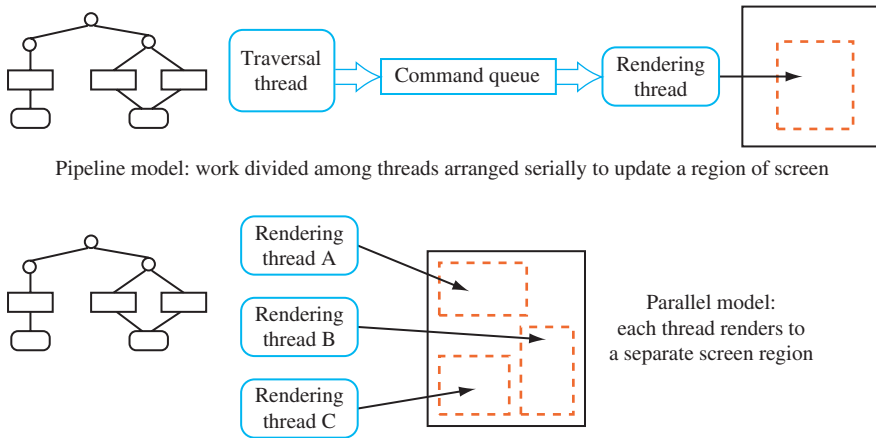 Traversal
thread
Command queue
Rendering
thread
Pipeline model: work divided among threads arranged serially to update a region of screen
Rendering
thread A
Rendering
thread B
Rendering
thread C
Parallel model:
each thread renders to
a separate screen region